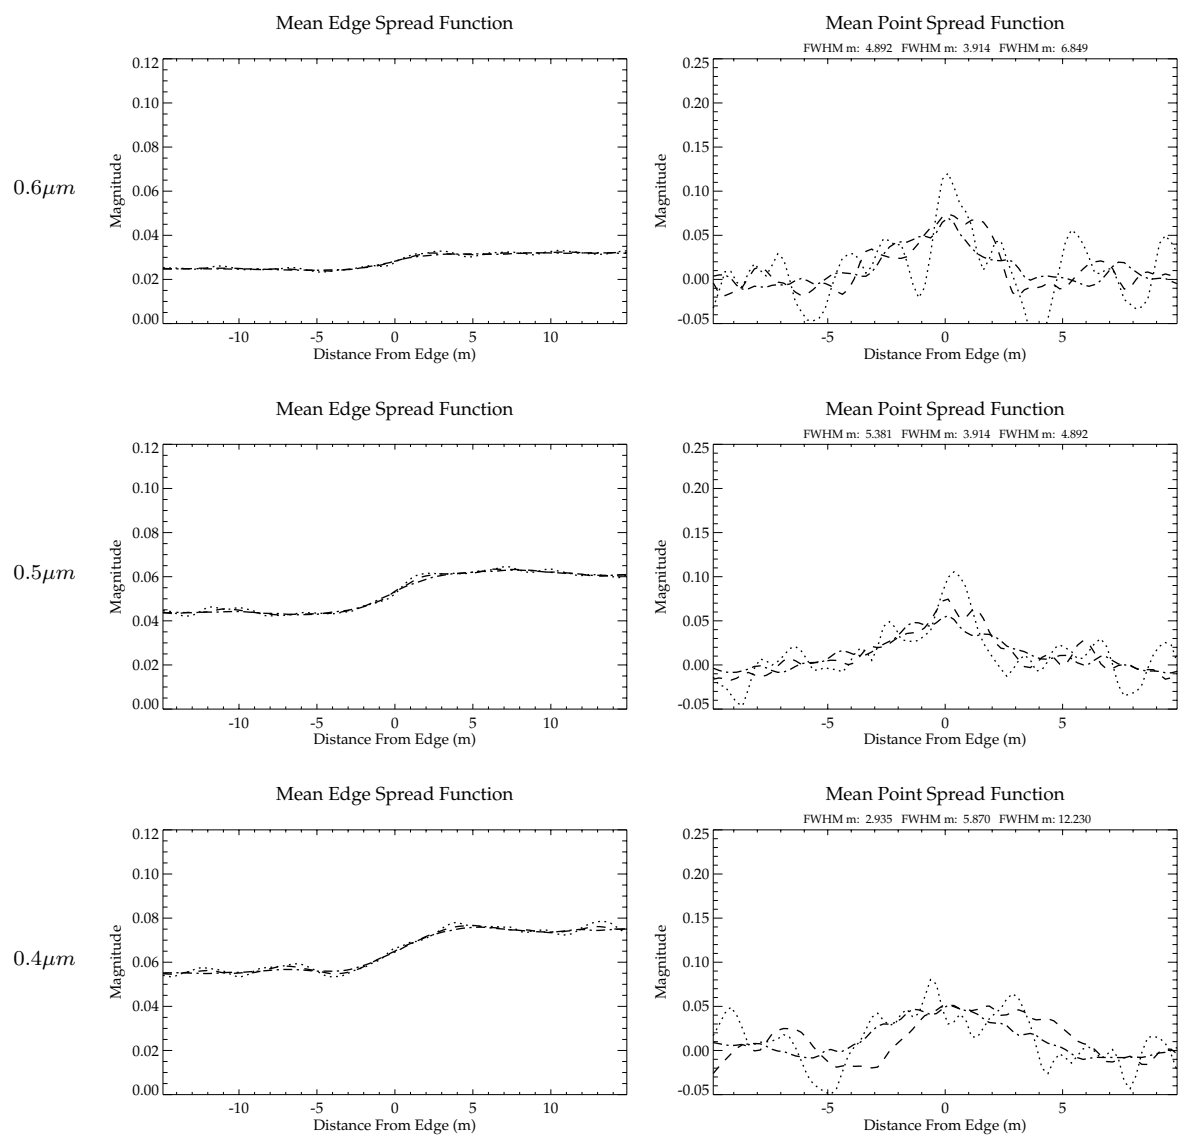 Mean Edge Spread Function
0.12
0.10
0.08
0.06
0.04
0.02
0.00
Magnitude
-10 -5 0 5 10
Distance From Edge (m)
Mean Point Spread Function
FWHM m: 4.892 FWHM m: 3.914 FWHM m: 6.849
0.25
0.20
0.15
0.10
0.05
0.00
-0.05
Magnitude
-5 0 5
Distance From Edge (m)
0.6μm
Mean Edge Spread Function
0.12
0.10
0.08
0.06
0.04
0.02
0.00
Magnitude
-10 -5 0 5 10
Distance From Edge (m)
Mean Point Spread Function
FWHM m: 5.381 FWHM m: 3.914 FWHM m: 4.892
0.25
0.20
0.15
0.10
0.05
0.00
-0.05
Magnitude
-5 0 5
Distance From Edge (m)
0.5μm
Mean Edge Spread Function
0.12
0.10
0.08
0.06
0.04
0.02
0.00
Magnitude
-10 -5 0 5 10
Distance From Edge (m)
Mean Point Spread Function
FWHM m: 2.935 FWHM m: 5.870 FWHM m: 12.230
0.25
0.20
0.15
0.10
0.05
0.00
-0.05
Magnitude
-5 0 5
Distance From Edge (m)
0.4μm